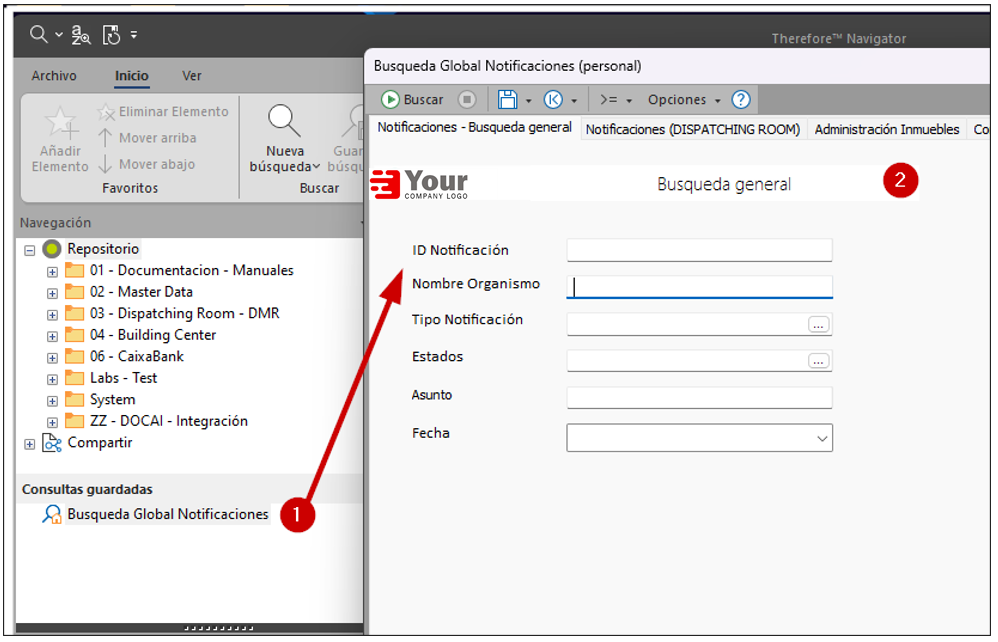 Therefore™ Navigator
Archivo Inicio Ver
Añadir Elemento
Eliminar Elemento
Mover arriba
Mover abajo
Favoritos
Nueva búsqueda
Buscar
Navegación
Repositorio
01 - Documentacion - Manuales
02 - Master Data
03 - Dispatching Room - DMR
04 - Building Center
06 - CaixaBank
Labs - Test
System
ZZ - DOCAI - Integración
Compartir
Consultas guardadas
Busqueda Global Notificaciones
1
Busqueda Global Notificaciones (personal)
Buscar >= Opciones ?
Notificaciones - Busqueda general Notificaciones (DISPATCHING ROOM) Administración Inmuebles Co
Your
COMPANY LOGO
Busqueda general
2
ID Notificación
Nombre Organismo
Tipo Notificación ...
Estados ...
Asunto
Fecha